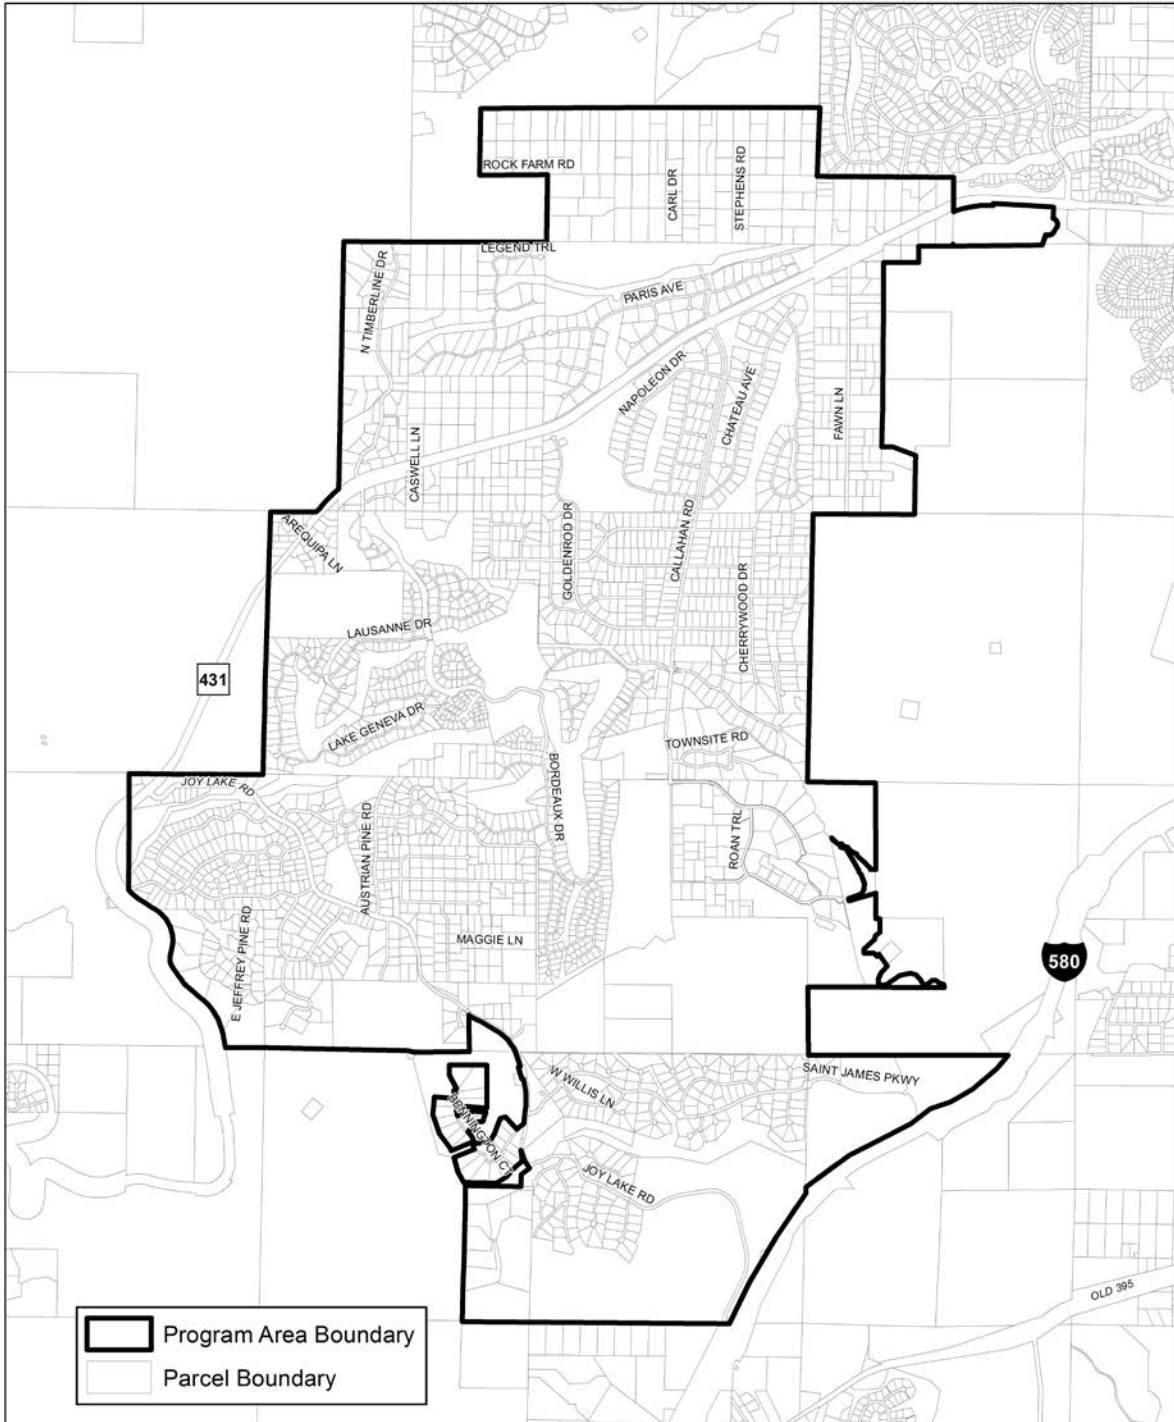 ROCK FARM RD
CARL DR
STEPHENS RD
LEGEND TRL
N TIMBERLINE DR
PARIS AVE
NAPOLEON DR
CHATEAU AVE
FAWN LN
CASWELL LN
AREQUIPA LN
GOLDENROD DR
CALLAHAN RD
CHERRYWOOD DR
LAUSANNE DR
431
LAKE GENEVA DR
TOWNSITE RD
JOY LAKE RD
BORDEAUX DR
AUSTRIAN PINE RD
ROAN TRL
E JEFFREY PINE RD
MAGGIE LN
580
W WILLIS LN
SAINT JAMES PKWY
BENNINGTON CT
JOY LAKE RD
OLD 395
Program Area Boundary
Parcel Boundary